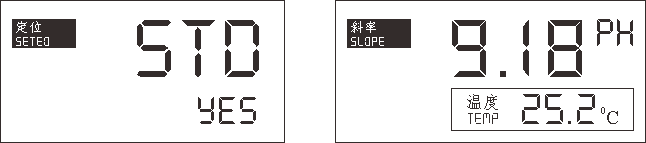 定位
SETEO
STD
YES
斜率
SLOPE
9.18 PH
温度
TEMP
25.2 °C